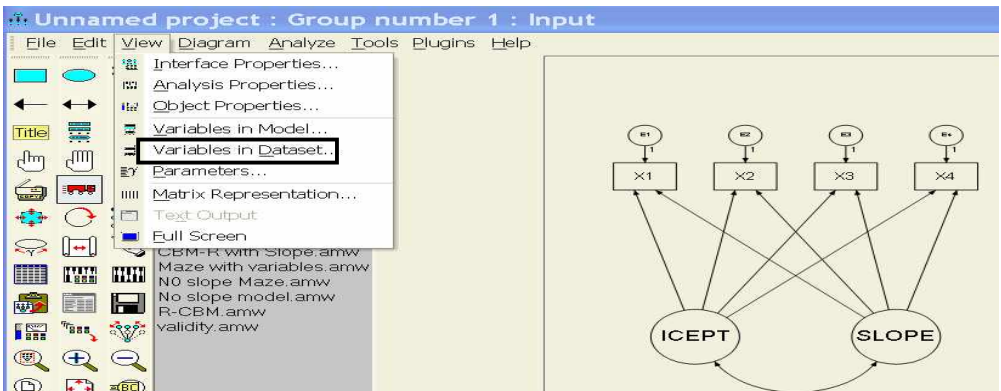 Unnamed project : Group number 1 : Input
File Edit View Diagram Analyze Tools Plugins Help
Interface Properties...
Analysis Properties...
Object Properties...
Variables in Model...
Variables in Dataset...
Parameters...
Matrix Representation...
Text Output
Full Screen
Title
CBM-R with Slope.amw
Maze with variables.amw
N0 slope Maze.amw
No slope model.amw
R-CBM.amw
validity.amw
E1 E2 E3 E4
1 1 1 1
X1 X2 X3 X4
ICEPT SLOPE